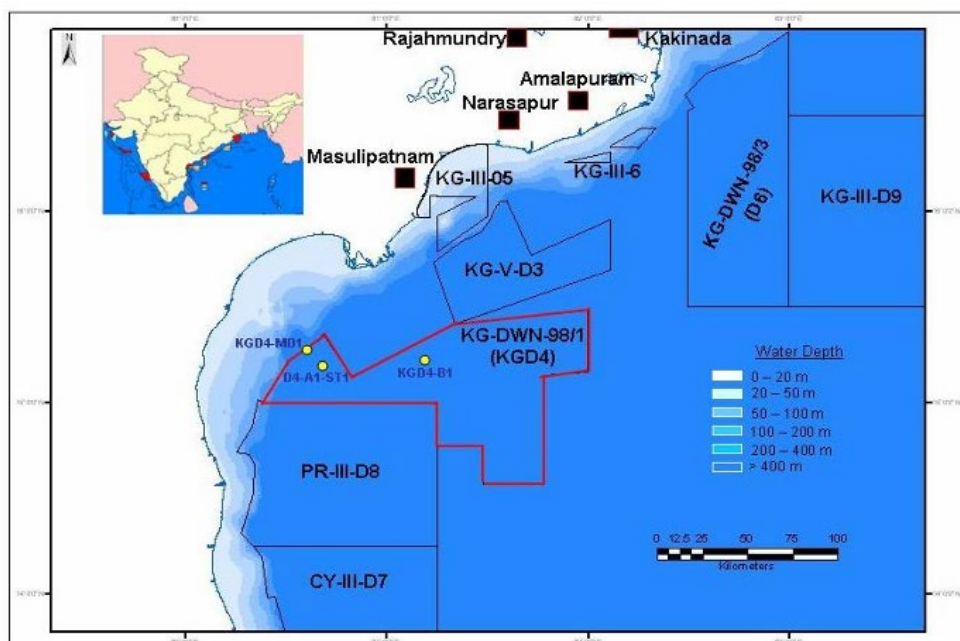 N
Rajahmundry
Kakinada
Amalapuram
Narasapur
Masulipatnam
KG-III-05
KG-III-6
KG-DWN-98/3
(D6)
KG-III-D9
KG-V-D3
KG-DWN-98/1
(KGD4)
KGD4-MD1
D4-A1-ST1
KGD4-B1
PR-III-D8
CY-III-D7
Water Depth
0 – 20 m
20 – 50 m
50 – 100 m
100 – 200 m
200 – 400 m
> 400 m
0 12.5 25 50 75 100
Kilometers